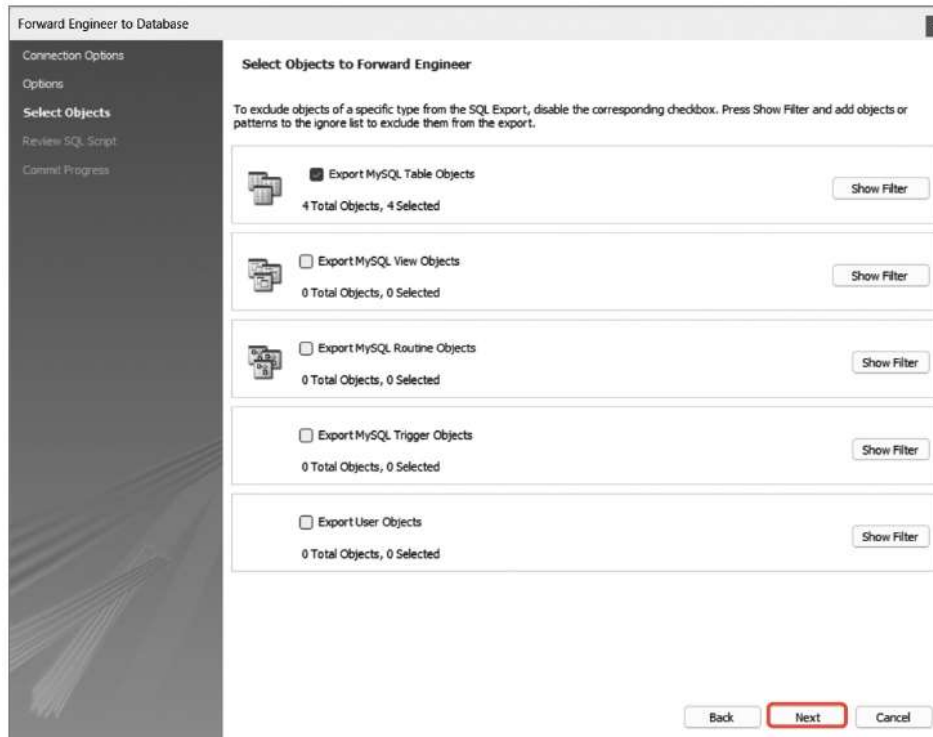 Forward Engineer to Database
Connection Options
Options
Select Objects
Review SQL Script
Commit Progress
Select Objects to Forward Engineer
To exclude objects of a specific type from the SQL Export, disable the corresponding checkbox. Press Show Filter and add objects or
patterns to the ignore list to exclude them from the export.
Export MySQL Table Objects
4 Total Objects, 4 Selected
Show Filter
Export MySQL View Objects
0 Total Objects, 0 Selected
Show Filter
Export MySQL Routine Objects
0 Total Objects, 0 Selected
Show Filter
Export MySQL Trigger Objects
0 Total Objects, 0 Selected
Show Filter
Export User Objects
0 Total Objects, 0 Selected
Show Filter
Back Next Cancel